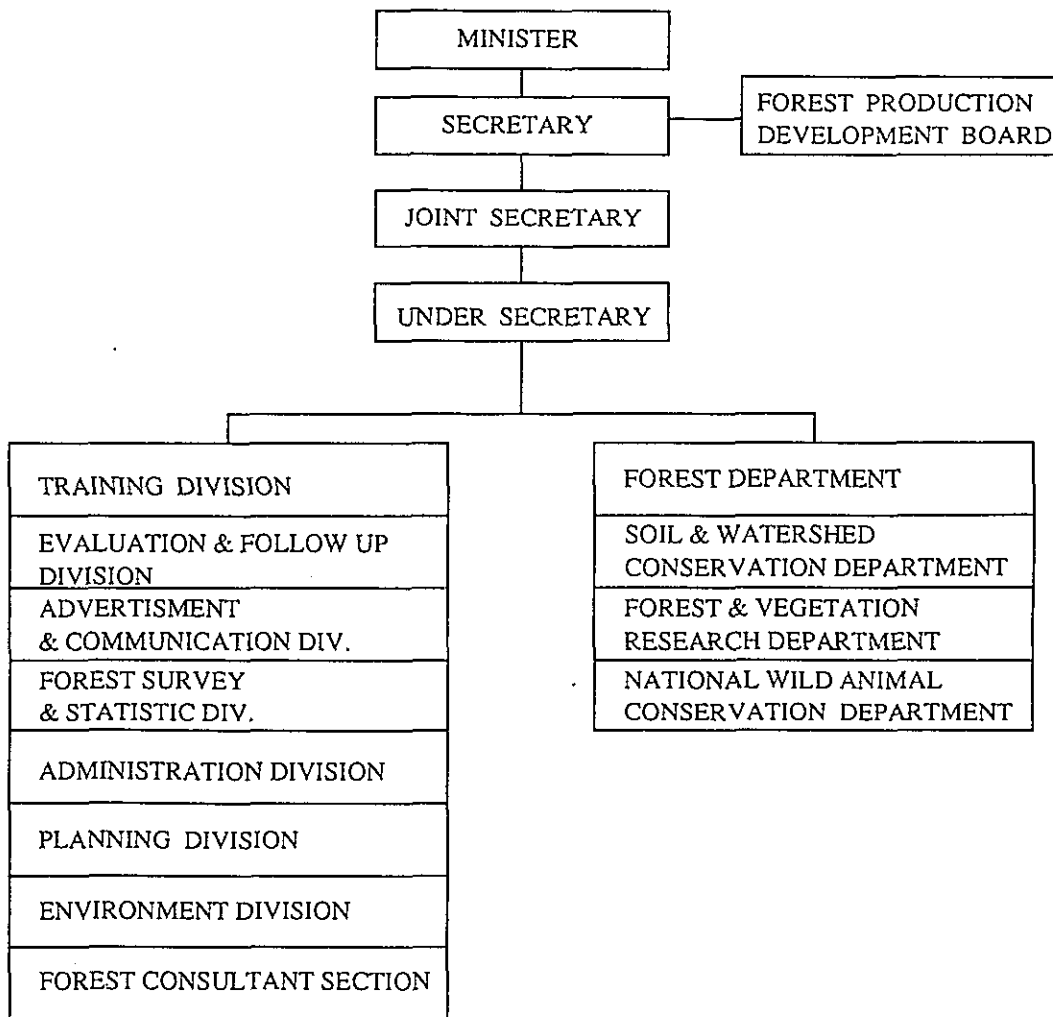 MINISTER
SECRETARY
FOREST PRODUCTION
DEVELOPMENT BOARD
JOINT SECRETARY
UNDER SECRETARY
TRAINING DIVISION
EVALUATION & FOLLOW UP
DIVISION
ADVERTISMENT
& COMMUNICATION DIV.
FOREST SURVEY
& STATISTIC DIV.
ADMINISTRATION DIVISION
PLANNING DIVISION
ENVIRONMENT DIVISION
FOREST CONSULTANT SECTION
FOREST DEPARTMENT
SOIL & WATERSHED
CONSERVATION DEPARTMENT
FOREST & VEGETATION
RESEARCH DEPARTMENT
NATIONAL WILD ANIMAL
CONSERVATION DEPARTMENT